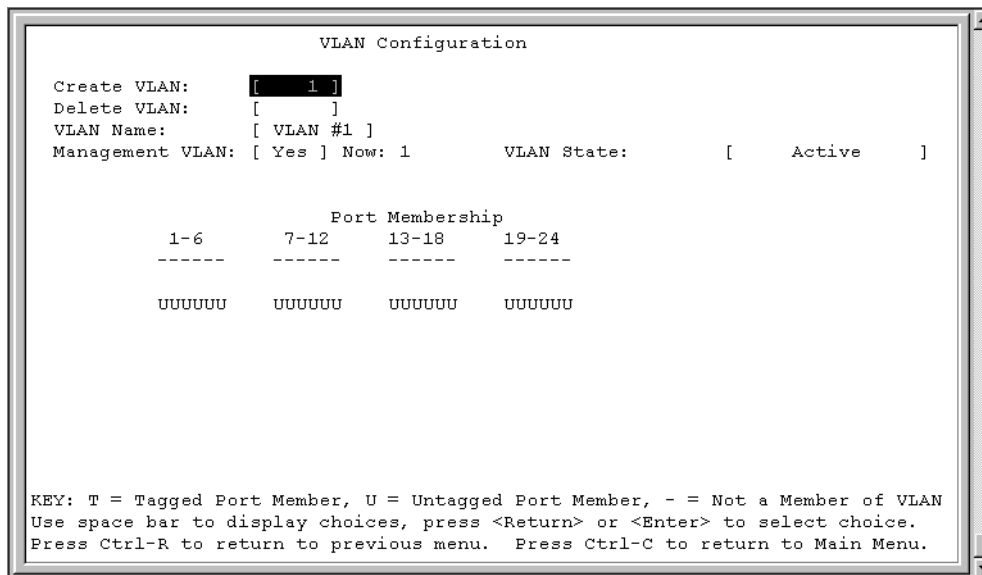 VLAN Configuration
Create VLAN: [ 1 ]
Delete VLAN: [ ]
VLAN Name: [ VLAN #1 ]
Management VLAN: [ Yes ] Now: 1 VLAN State: [ Active ]
Port Membership
1-6 7-12 13-18 19-24
------ ------ ------ ------
UUUUUU UUUUUU UUUUUU UUUUUU
KEY: T = Tagged Port Member, U = Untagged Port Member, - = Not a Member of VLAN
Use space bar to display choices, press <Return> or <Enter> to select choice.
Press Ctrl-R to return to previous menu. Press Ctrl-C to return to Main Menu.